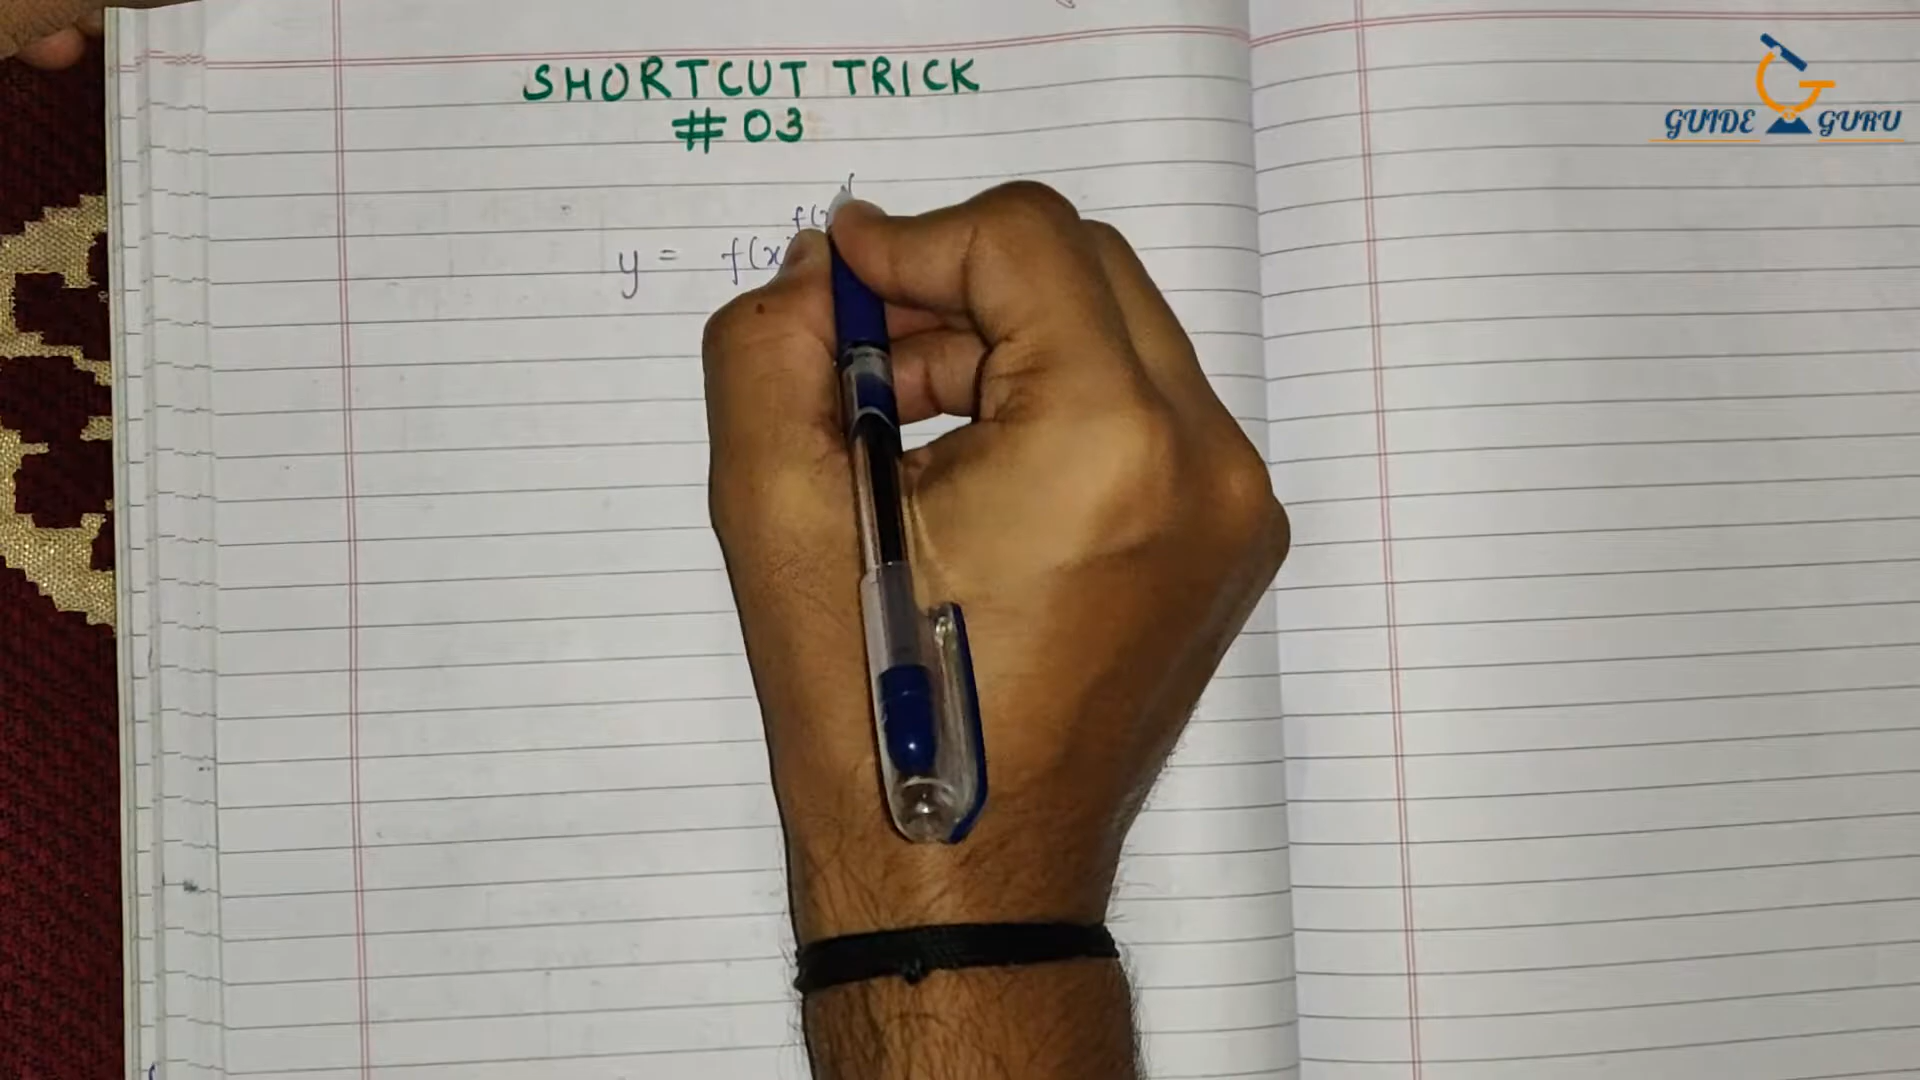 SHORTCUT TRICK
# 03
GUIDE GURU
y = f(x
f(x